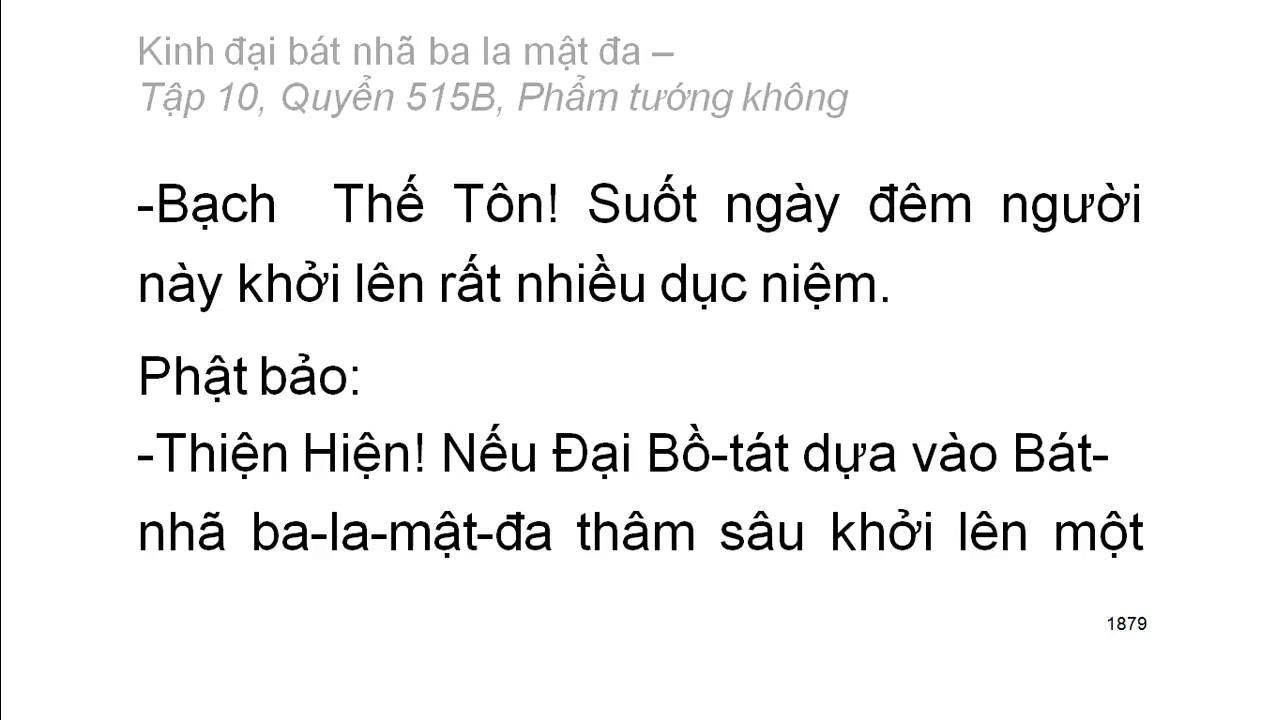 Kinh đại bát nhã ba la mật đa –
Tập 10, Quyển 515B, Phẩm tướng không
-Bạch Thế Tôn! Suốt ngày đêm người
này khởi lên rất nhiều dục niệm.
Phật bảo:
-Thiện Hiện! Nếu Đại Bồ-tát dựa vào Bát-
nhã ba-la-mật-đa thâm sâu khởi lên một
1879